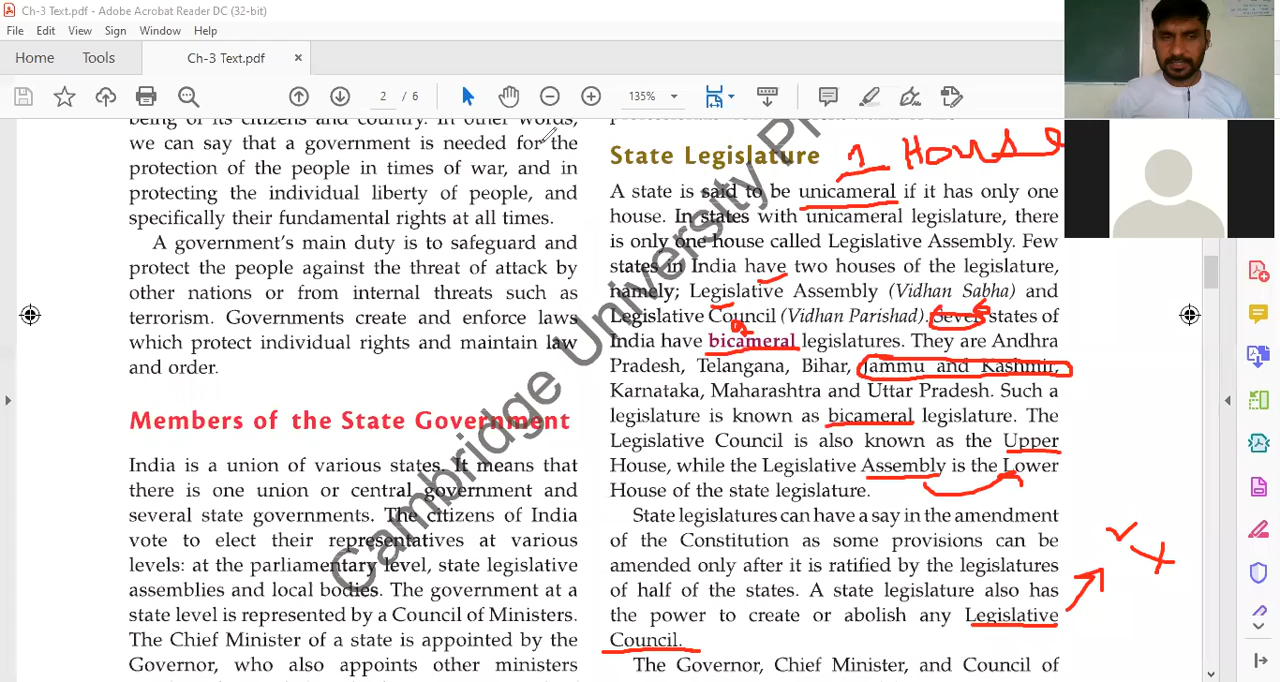 Ch-3 Text.pdf - Adobe Acrobat Reader DC (32-bit)
File Edit View Sign Window Help
Home Tools Ch-3 Text.pdf ×
2 / 6 135%
we can say that a government is needed for the
protection of the people in times of war, and in
protecting the individual liberty of people, and
specifically their fundamental rights at all times.
A government's main duty is to safeguard and
protect the people against the threat of attack by
other nations or from internal threats such as
terrorism. Governments create and enforce laws
which protect individual rights and maintain law
and order.
Members of the State Government
India is a union of various states. It means that
there is one union or central government and
several state governments. The citizens of India
vote to elect their representatives at various
levels: at the parliamentary level, state legislative
assemblies and local bodies. The government at a
state level is represented by a Council of Ministers.
The Chief Minister of a state is appointed by the
Governor, who also appoints other ministers
State Legislature 1 House
A state is said to be unicameral if it has only one
house. In states with unicameral legislature, there
is only one house called Legislative Assembly. Few
states in India have two houses of the legislature,
namely; Legislative Assembly (Vidhan Sabha) and
Legislative Council (Vidhan Parishad). Seven states of
India have bicameral legislatures. They are Andhra
Pradesh, Telangana, Bihar, Jammu and Kashmir,
Karnataka, Maharashtra and Uttar Pradesh. Such a
legislature is known as bicameral legislature. The
Legislative Council is also known as the Upper
House, while the Legislative Assembly is the Lower
House of the state legislature.
State legislatures can have a say in the amendment
of the Constitution as some provisions can be
amended only after it is ratified by the legislatures
of half of the states. A state legislature also has
the power to create or abolish any Legislative
Council.
The Governor, Chief Minister, and Council of
Cambridge University